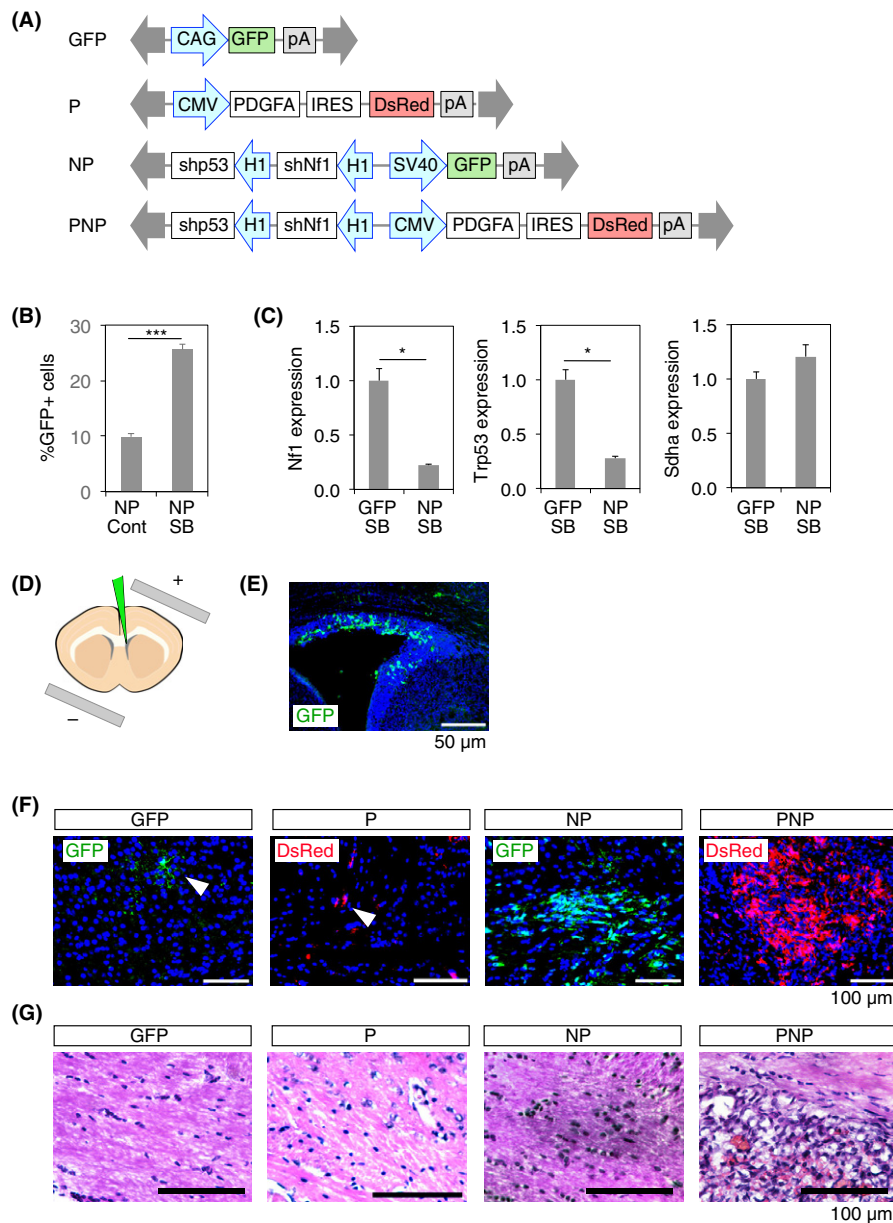 (A)
GFP CAG GFP pA
P CMV PDGFA IRES DsRed pA
NP shp53 H1 shNf1 H1 SV40 GFP pA
PNP shp53 H1 shNf1 H1 CMV PDGFA IRES DsRed pA
(B)
%GFP+ cells
30
20
10
0
***
NP Cont
NP SB
(C)
Nf1 expression
1.5
1.0
0.5
0.0
*
GFP SB
NP SB
Trp53 expression
1.5
1.0
0.5
0.0
*
GFP SB
NP SB
Sdha expression
1.5
1.0
0.5
0.0
GFP SB
NP SB
(D)
+
–
(E)
GFP
50 µm
(F)
GFP P NP PNP
GFP DsRed GFP DsRed
100 µm
(G)
GFP P NP PNP
100 µm